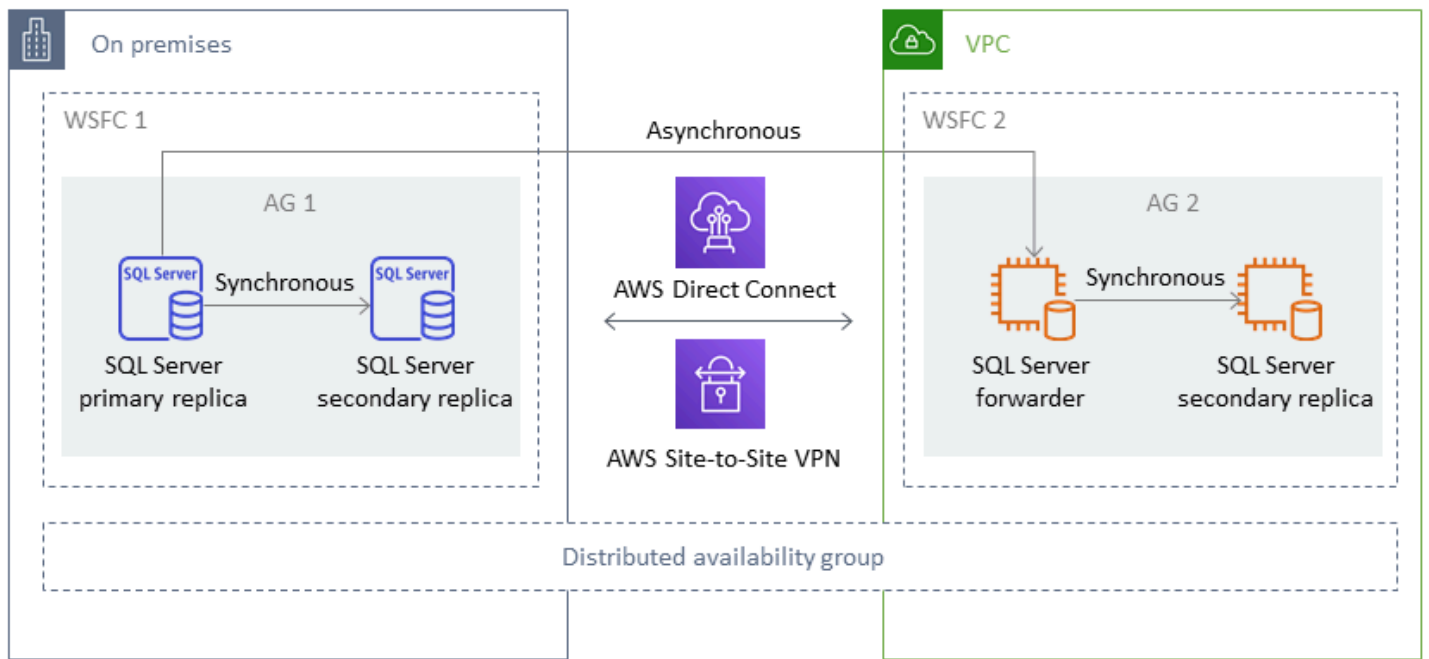 On premises
VPC
WSFC 1
WSFC 2
Asynchronous
AG 1
AG 2
SQL Server
Synchronous
SQL Server
Synchronous
AWS Direct Connect
SQL Server
primary replica
SQL Server
secondary replica
SQL Server
forwarder
SQL Server
secondary replica
AWS Site-to-Site VPN
Distributed availability group